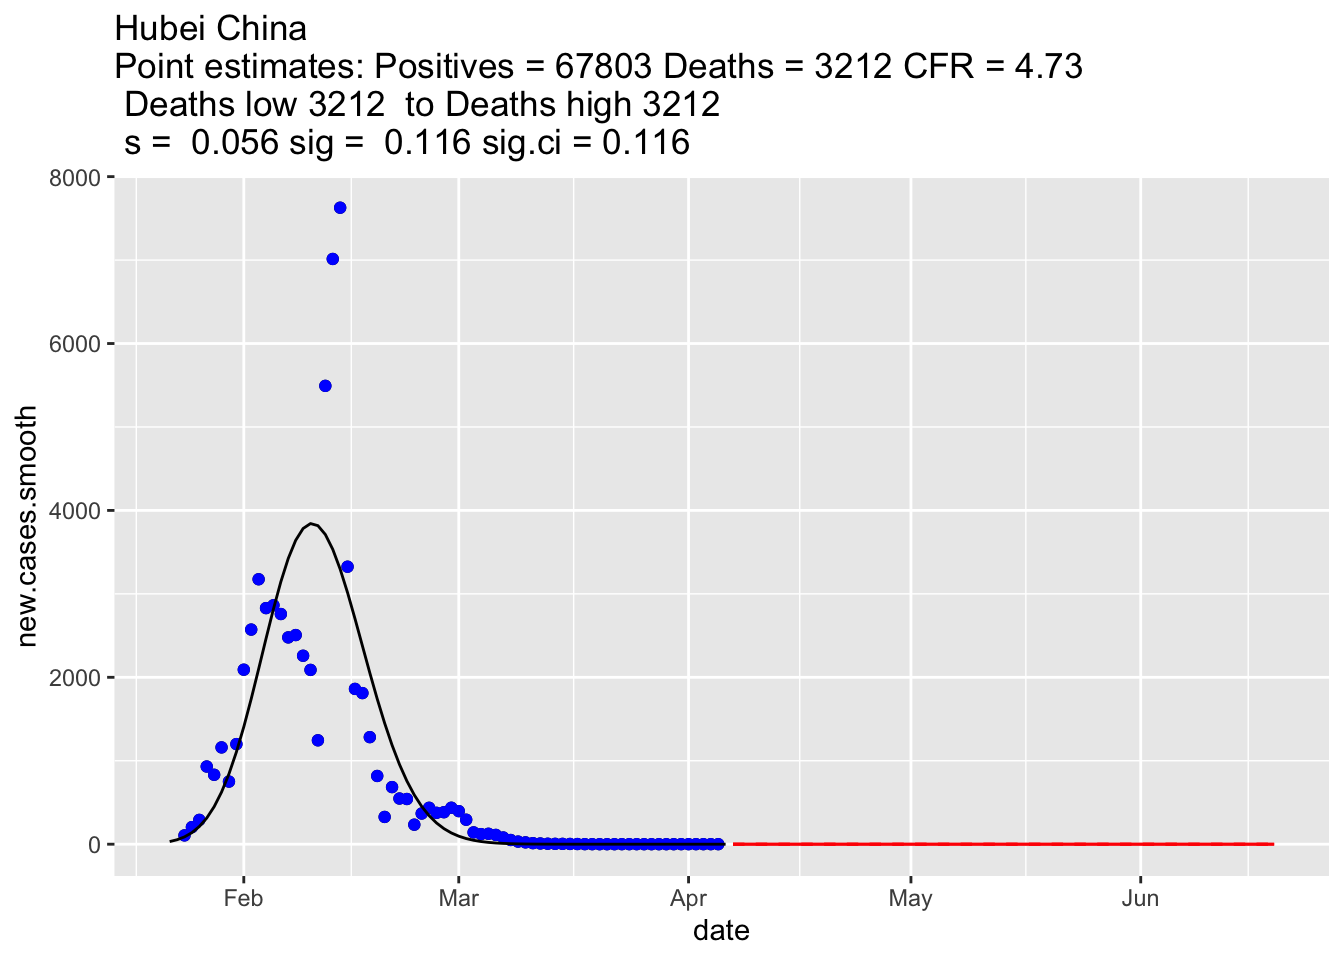 Hubei China
Point estimates: Positives = 67803 Deaths = 3212 CFR = 4.73
Deaths low 3212  to Deaths high 3212
s =  0.056 sig =  0.116 sig.ci = 0.116
8000
6000
4000
2000
0
new.cases.smooth
Feb Mar Apr May Jun
date